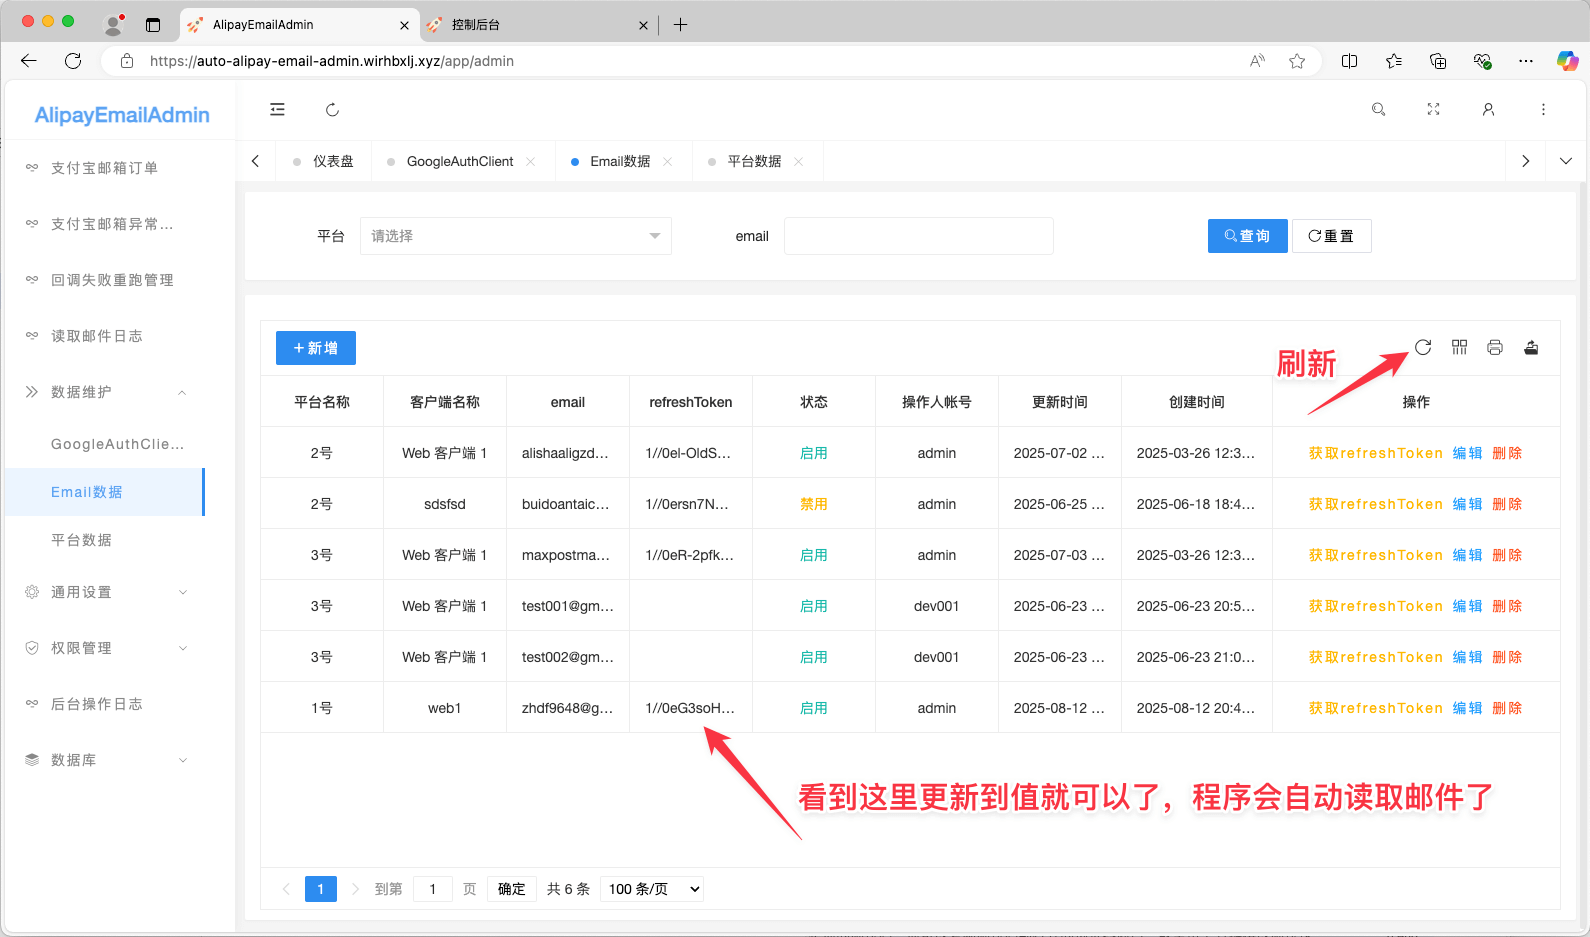 AlipayEmailAdmin
控制后台
https://auto-alipay-email-admin.wirhbxlj.xyz/app/admin
AlipayEmailAdmin
支付宝邮箱订单
支付宝邮箱异常...
回调失败重跑管理
读取邮件日志
数据维护
GoogleAuthClie...
Email数据
平台数据
通用设置
权限管理
后台操作日志
数据库
仪表盘
GoogleAuthClient
Email数据
平台数据
平台
请选择
email
查询
重置
+新增
刷新
平台名称 客户端名称 email refreshToken 状态 操作人帐号 更新时间 创建时间 操作
2号 Web 客户端 1 alishaaligzd... 1//0el-OldS... 启用 admin 2025-07-02 ... 2025-03-26 12:3... 获取refreshToken 编辑 删除
2号 sdsfsd buidoantaic... 1//0ersn7N... 禁用 admin 2025-06-25 ... 2025-06-18 18:4... 获取refreshToken 编辑 删除
3号 Web 客户端 1 maxpostma... 1//0eR-2pfk... 启用 admin 2025-07-03 ... 2025-03-26 12:3... 获取refreshToken 编辑 删除
3号 Web 客户端 1 test001@gm... 启用 dev001 2025-06-23 ... 2025-06-23 20:5... 获取refreshToken 编辑 删除
3号 Web 客户端 1 test002@gm... 启用 dev001 2025-06-23 ... 2025-06-23 21:0... 获取refreshToken 编辑 删除
1号 web1 zhdf9648@g... 1//0eG3soH... 启用 admin 2025-08-12 ... 2025-08-12 20:4... 获取refreshToken 编辑 删除
看到这里更新到值就可以了，程序会自动读取邮件了
1 到第 1 页 确定 共 6 条 100 条/页